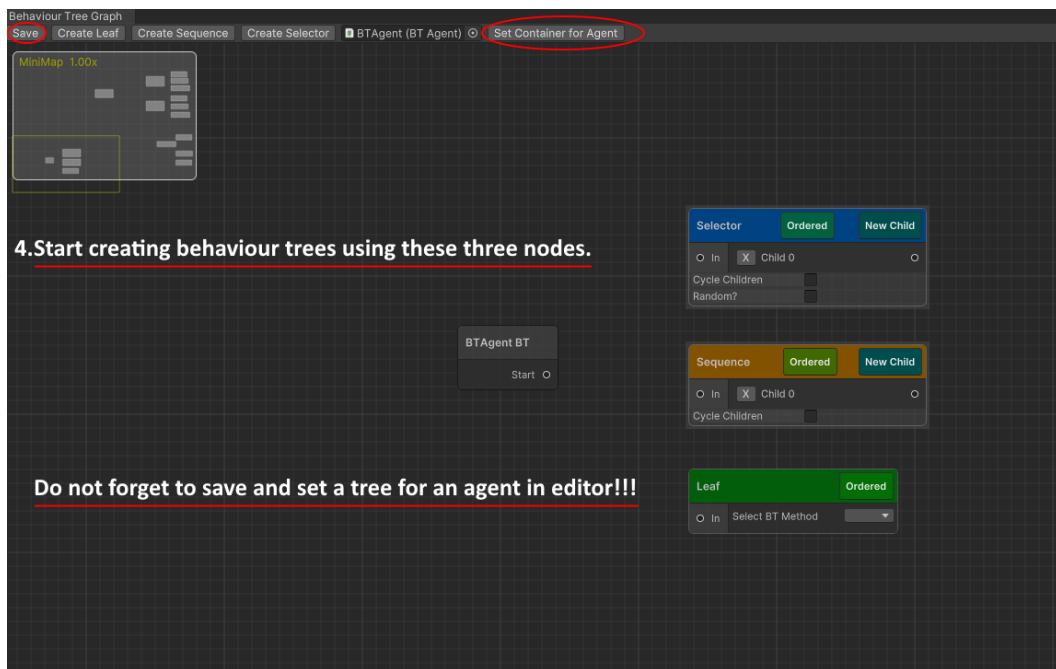 Behaviour Tree Graph
Save Create Leaf Create Sequence Create Selector BTAgent (BT Agent) Set Container for Agent
MiniMap 1.00x
Selector Ordered New Child
4.Start creating behaviour trees using these three nodes.
In X Child 0
Cycle Children
Random?
BTAgent BT
Start
Sequence Ordered New Child
In X Child 0
Cycle Children
Do not forget to save and set a tree for an agent in editor!!!
Leaf Ordered
In Select BT Method